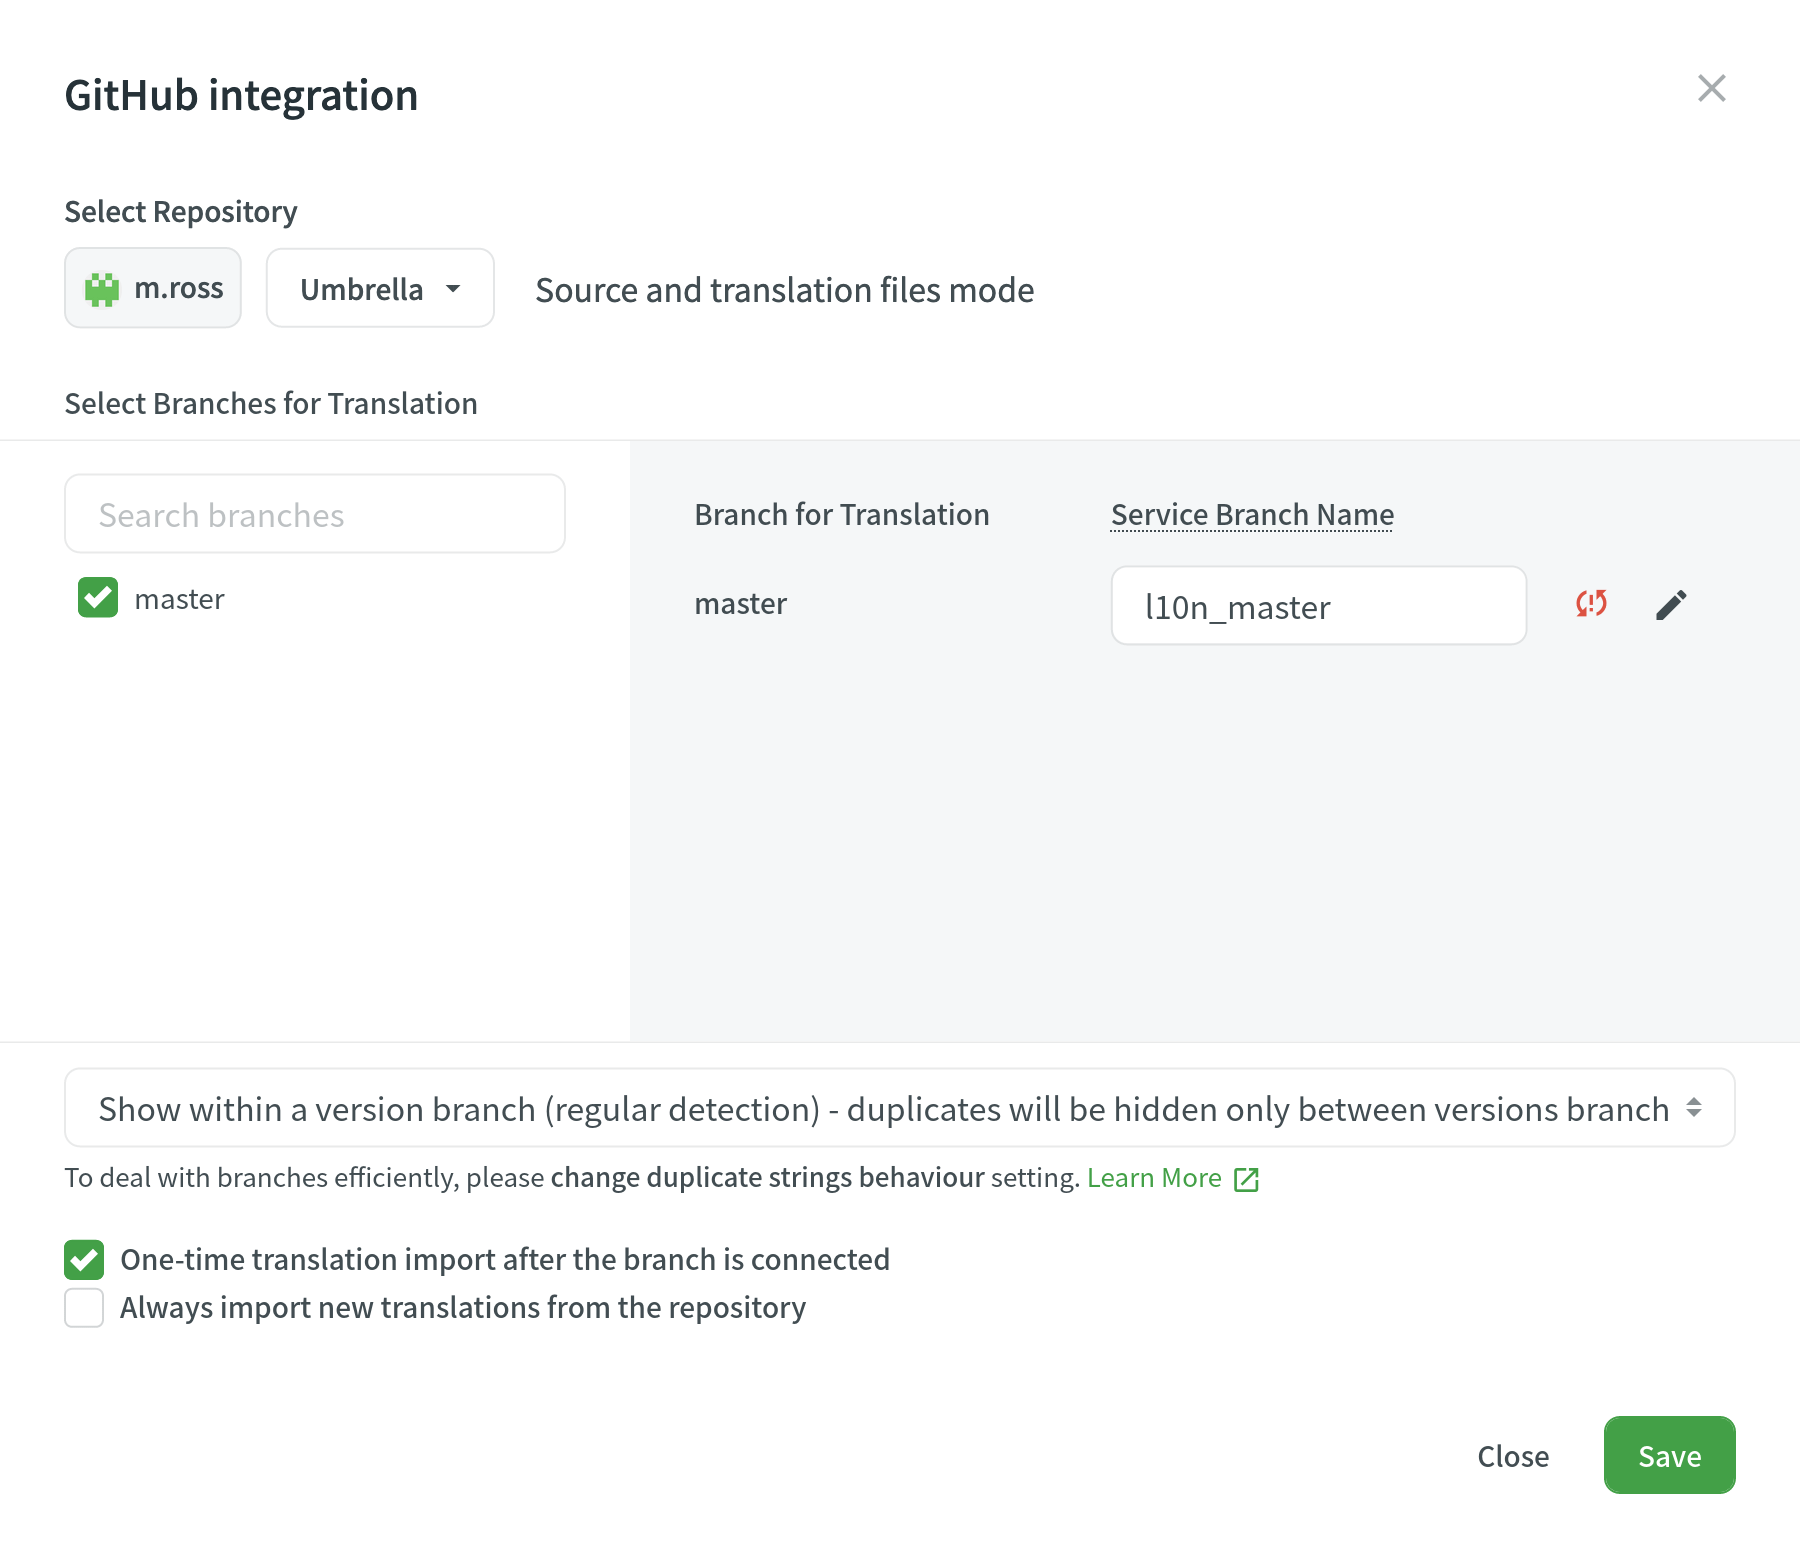 GitHub integration
Select Repository
m.ross
Umbrella
Source and translation files mode
Select Branches for Translation
Search branches
master
Branch for Translation
Service Branch Name
master
l10n_master
Show within a version branch (regular detection) - duplicates will be hidden only between versions branch
To deal with branches efficiently, please change duplicate strings behaviour setting. Learn More
One-time translation import after the branch is connected
Always import new translations from the repository
Close
Save